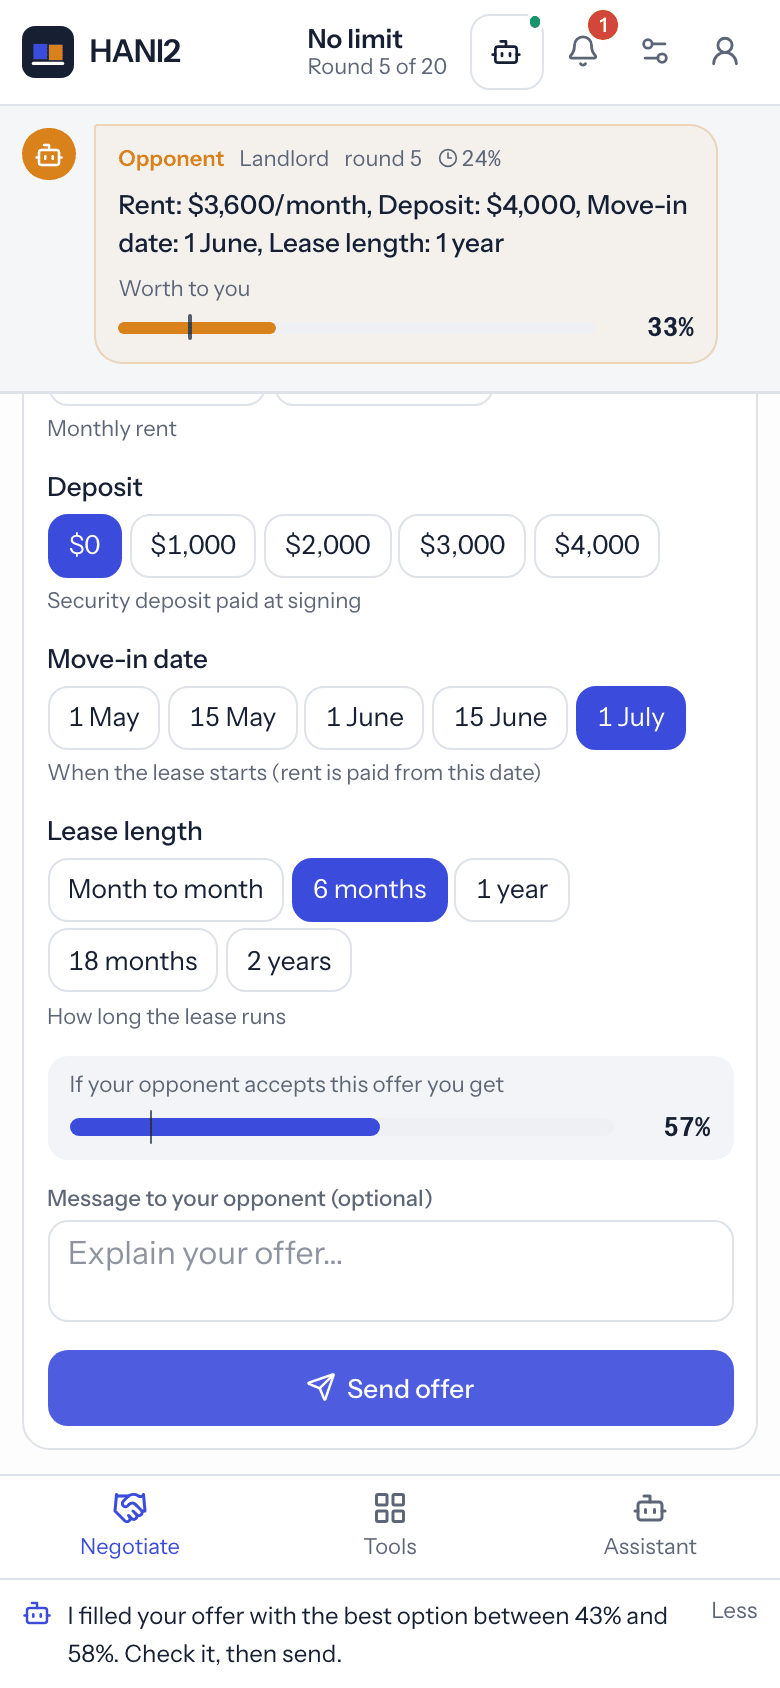 HANI2
No limit
Round 5 of 20
1
Opponent Landlord round 5 24%
Rent: $3,600/month, Deposit: $4,000, Move-in
date: 1 June, Lease length: 1 year
Worth to you
33%
Monthly rent
Deposit
$0 $1,000 $2,000 $3,000 $4,000
Security deposit paid at signing
Move-in date
1 May 15 May 1 June 15 June 1 July
When the lease starts (rent is paid from this date)
Lease length
Month to month 6 months 1 year
18 months 2 years
How long the lease runs
If your opponent accepts this offer you get
57%
Message to your opponent (optional)
Explain your offer...
Send offer
Negotiate Tools Assistant
I filled your offer with the best option between 43% and
58%. Check it, then send.
Less